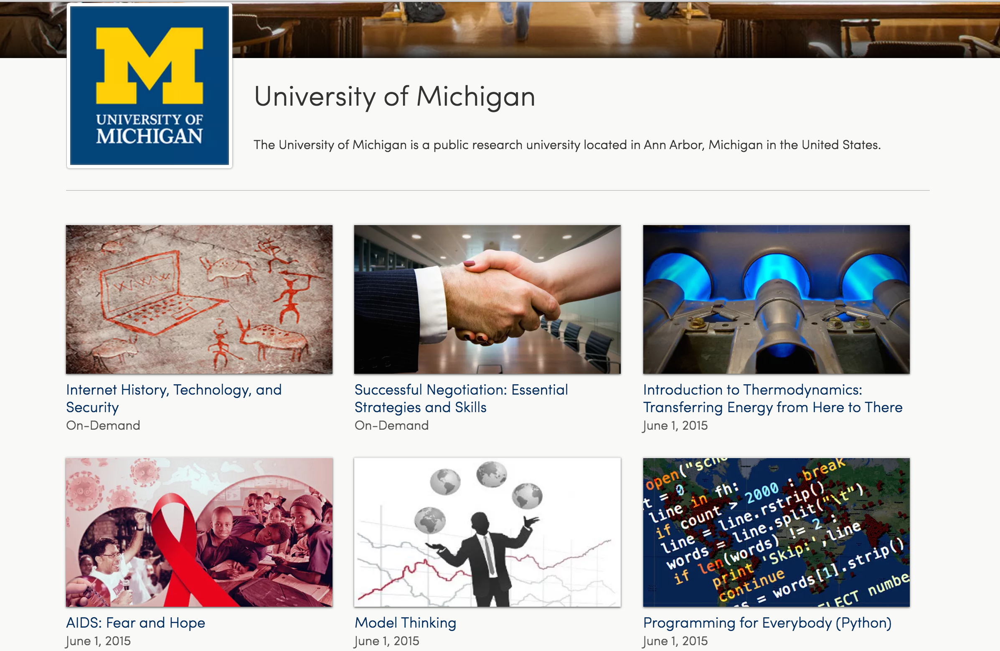 UNIVERSITY OF
MICHIGAN
University of Michigan
The University of Michigan is a public research university located in Ann Arbor, Michigan in the United States.
W.W.W.
?
Internet History, Technology, and
Security
On-Demand
Successful Negotiation: Essential
Strategies and Skills
On-Demand
Introduction to Thermodynamics:
Transferring Energy from Here to There
June 1, 2015
AIDS: Fear and Hope
June 1, 2015
Model Thinking
June 1, 2015
open("scho
t = 0
line in fh:
if count > 2000 : break
line = line.rstrip()
words = line.split("\t")
if len(words) != 2 :
print 'Skip:', line
continue
= words[1].strip()
ELECT numbe
Programming for Everybody (Python)
June 1, 2015